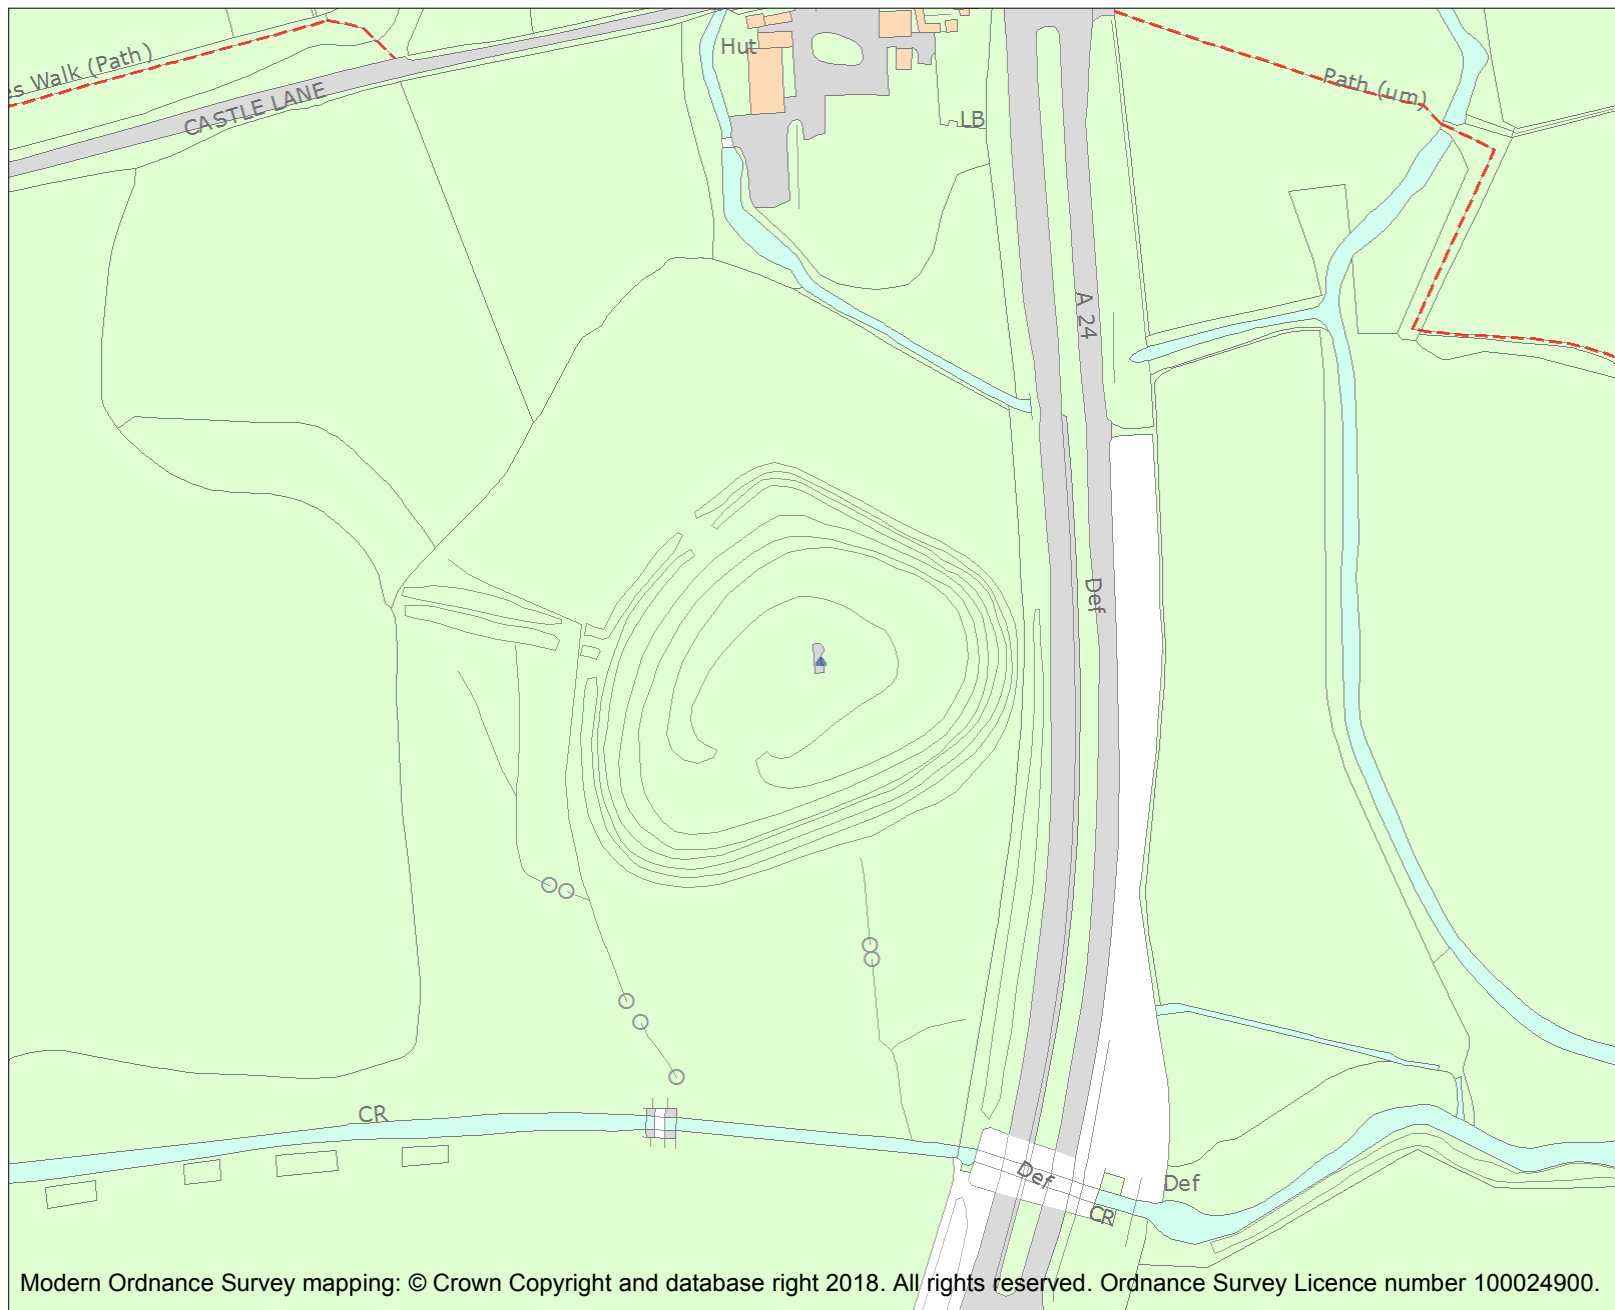 Hut
es Walk (Path)
CASTLE LANE
Path (um)
LB
A 24
Def
CR
Def
Def
CR
Modern Ordnance Survey mapping: © Crown Copyright and database right 2018. All rights reserved. Ordnance Survey Licence number 100024900.